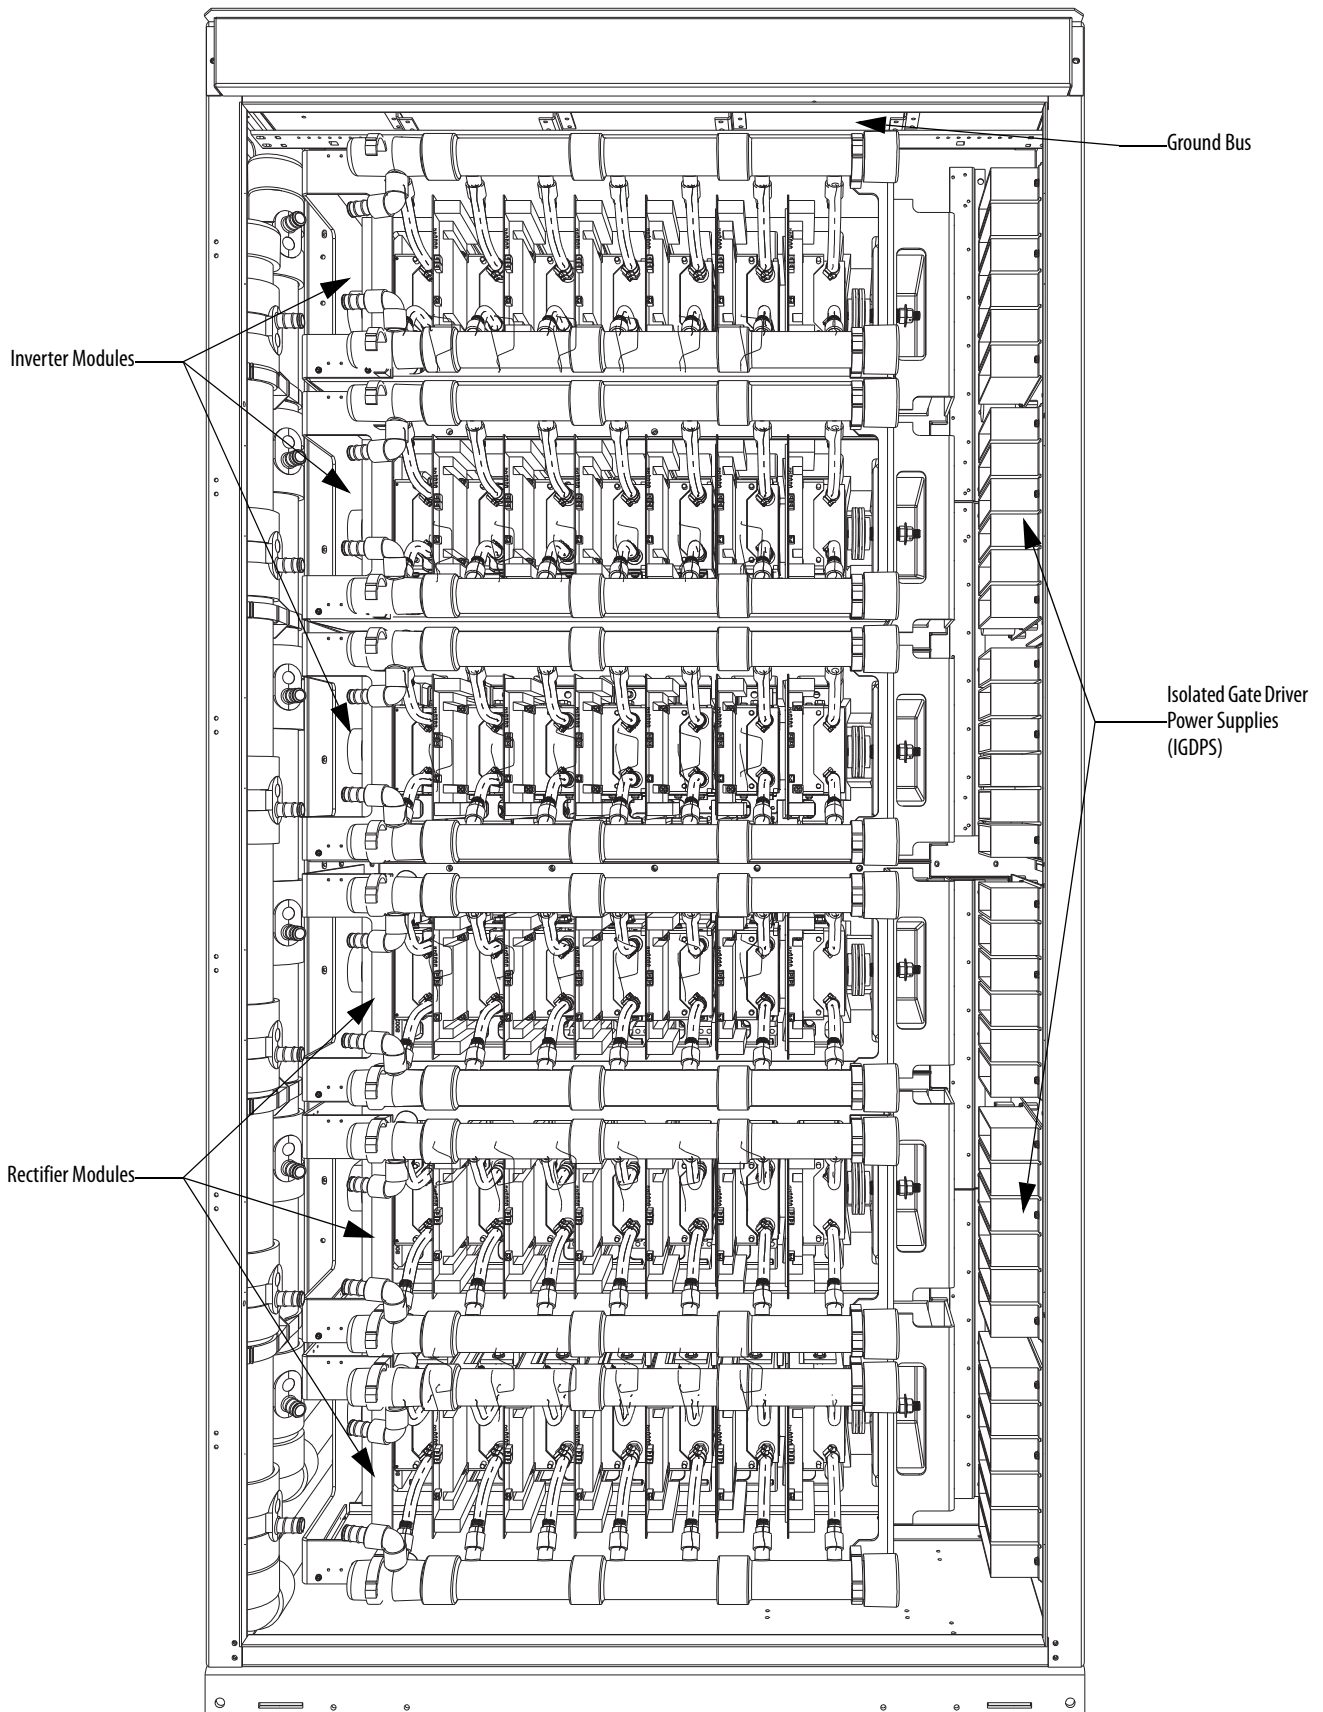 Ground Bus
Inverter Modules
Isolated Gate Driver
Power Supplies
(IGDPS)
Rectifier Modules